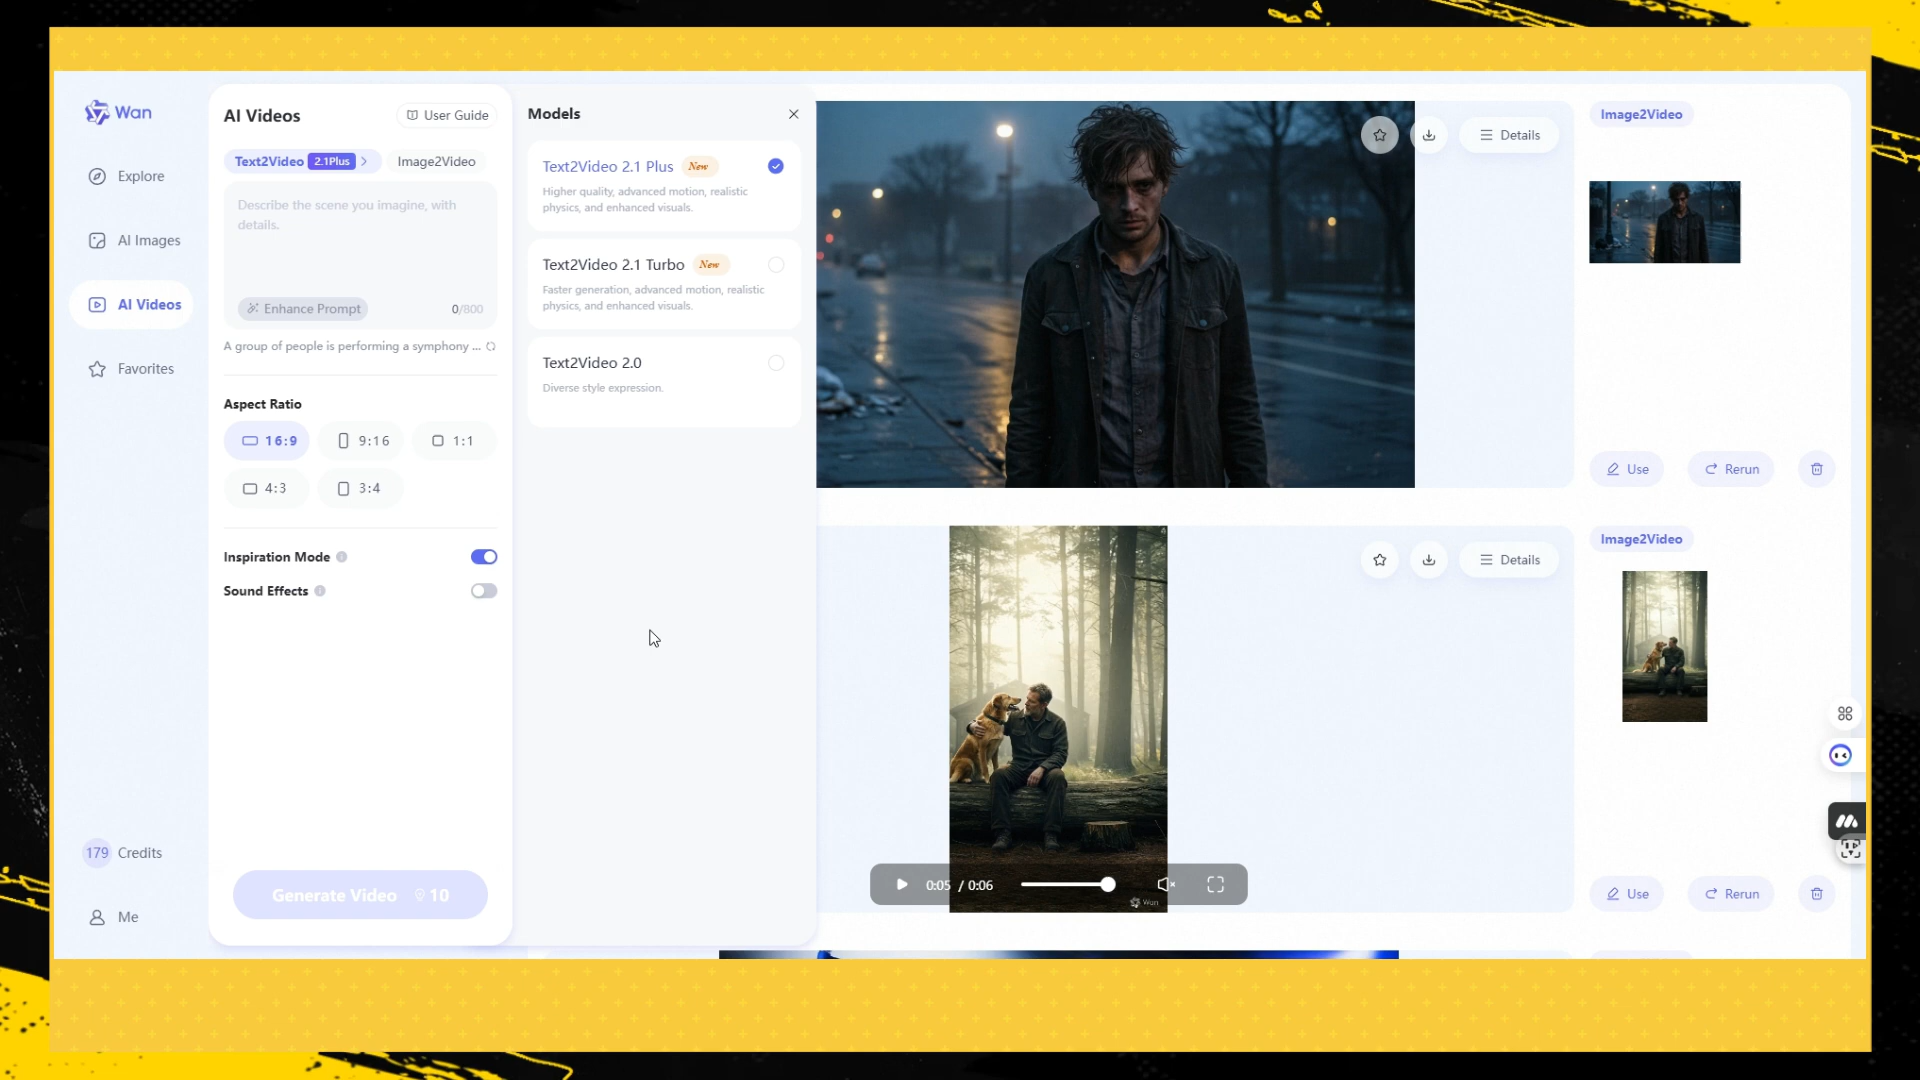 Wan
Explore
AI Images
AI Videos
Favorites
179 Credits
Me
AI Videos
User Guide
Text2Video 2.1Plus
Image2Video
Describe the scene you imagine, with
details.
Enhance Prompt
0/800
A group of people is performing a symphony ...
Aspect Ratio
16:9
9:16
1:1
4:3
3:4
Inspiration Mode
Sound Effects
Generate Video 10
Models
Text2Video 2.1 Plus New
Higher quality, advanced motion, realistic
physics, and enhanced visuals.
Text2Video 2.1 Turbo New
Faster generation, advanced motion, realistic
physics, and enhanced visuals.
Text2Video 2.0
Diverse style expression.
Details
Image2Video
Use
Rerun
Details
0:05 / 0:06
Wan
Image2Video
Use
Rerun